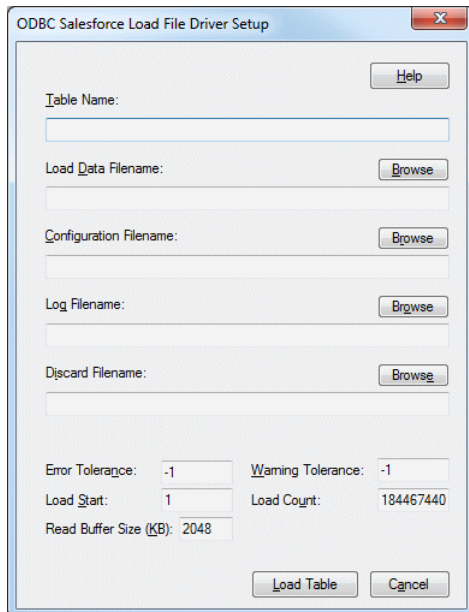 ODBC Salesforce Load File Driver Setup
Help
Table Name:
Load Data Filename:
Browse
Configuration Filename:
Browse
Log Filename:
Browse
Discard Filename:
Browse
Error Tolerance: -1 Warning Tolerance: -1
Load Start: 1 Load Count: 184467440
Read Buffer Size (KB): 2048
Load Table Cancel